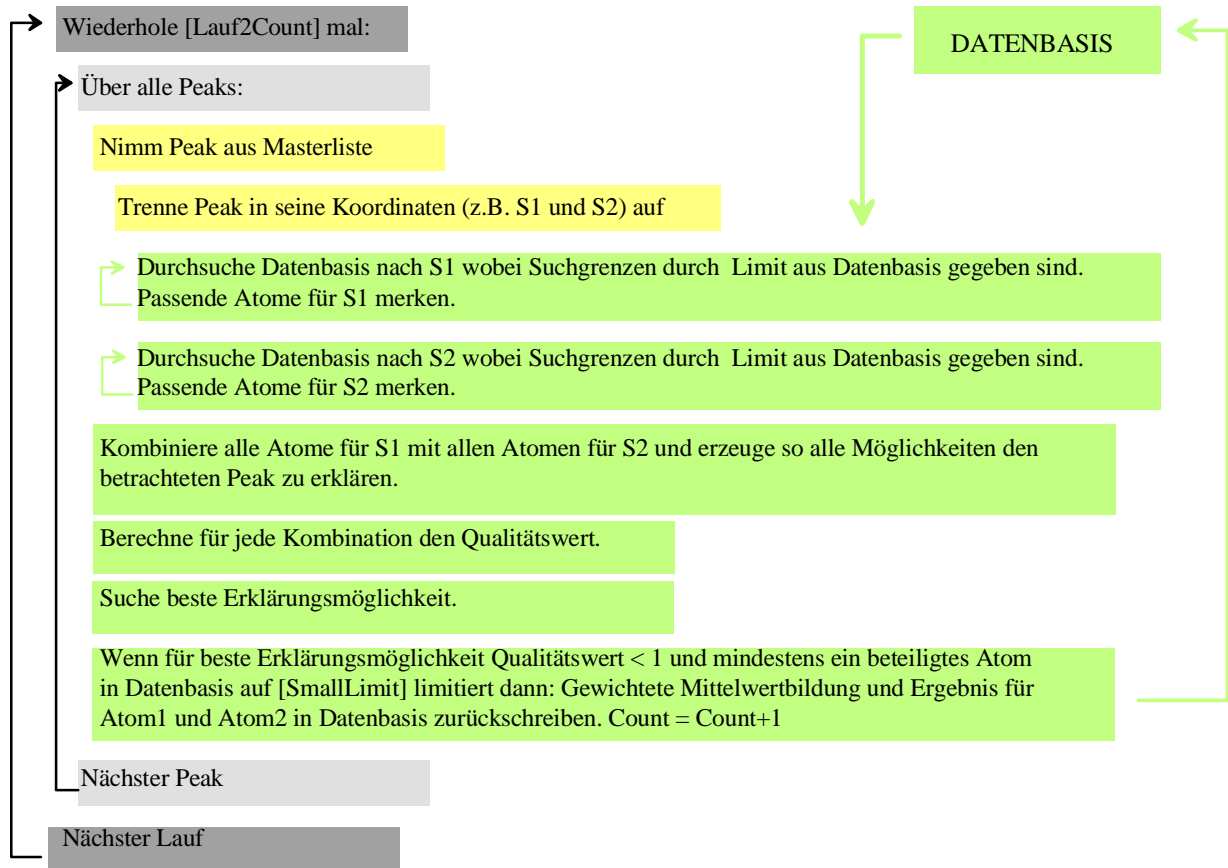 Wiederhole [Lauf2Count] mal:
DATENBASIS
Über alle Peaks:
Nimm Peak aus Masterliste
Trenne Peak in seine Koordinaten (z.B. S1 und S2) auf
Durchsuche Datenbasis nach S1 wobei Suchgrenzen durch Limit aus Datenbasis gegeben sind.
Passende Atome für S1 merken.
Durchsuche Datenbasis nach S2 wobei Suchgrenzen durch Limit aus Datenbasis gegeben sind.
Passende Atome für S2 merken.
Kombiniere alle Atome für S1 mit allen Atomen für S2 und erzeuge so alle Möglichkeiten den
betrachteten Peak zu erklären.
Berechne für jede Kombination den Qualitätswert.
Suche beste Erklärungsmöglichkeit.
Wenn für beste Erklärungsmöglichkeit Qualitätswert < 1 und mindestens ein beteiligtes Atom
in Datenbasis auf [SmallLimit] limitiert dann: Gewichtete Mittelwertbildung und Ergebnis für
Atom1 und Atom2 in Datenbasis zurückschreiben. Count = Count+1
Nächster Peak
Nächster Lauf